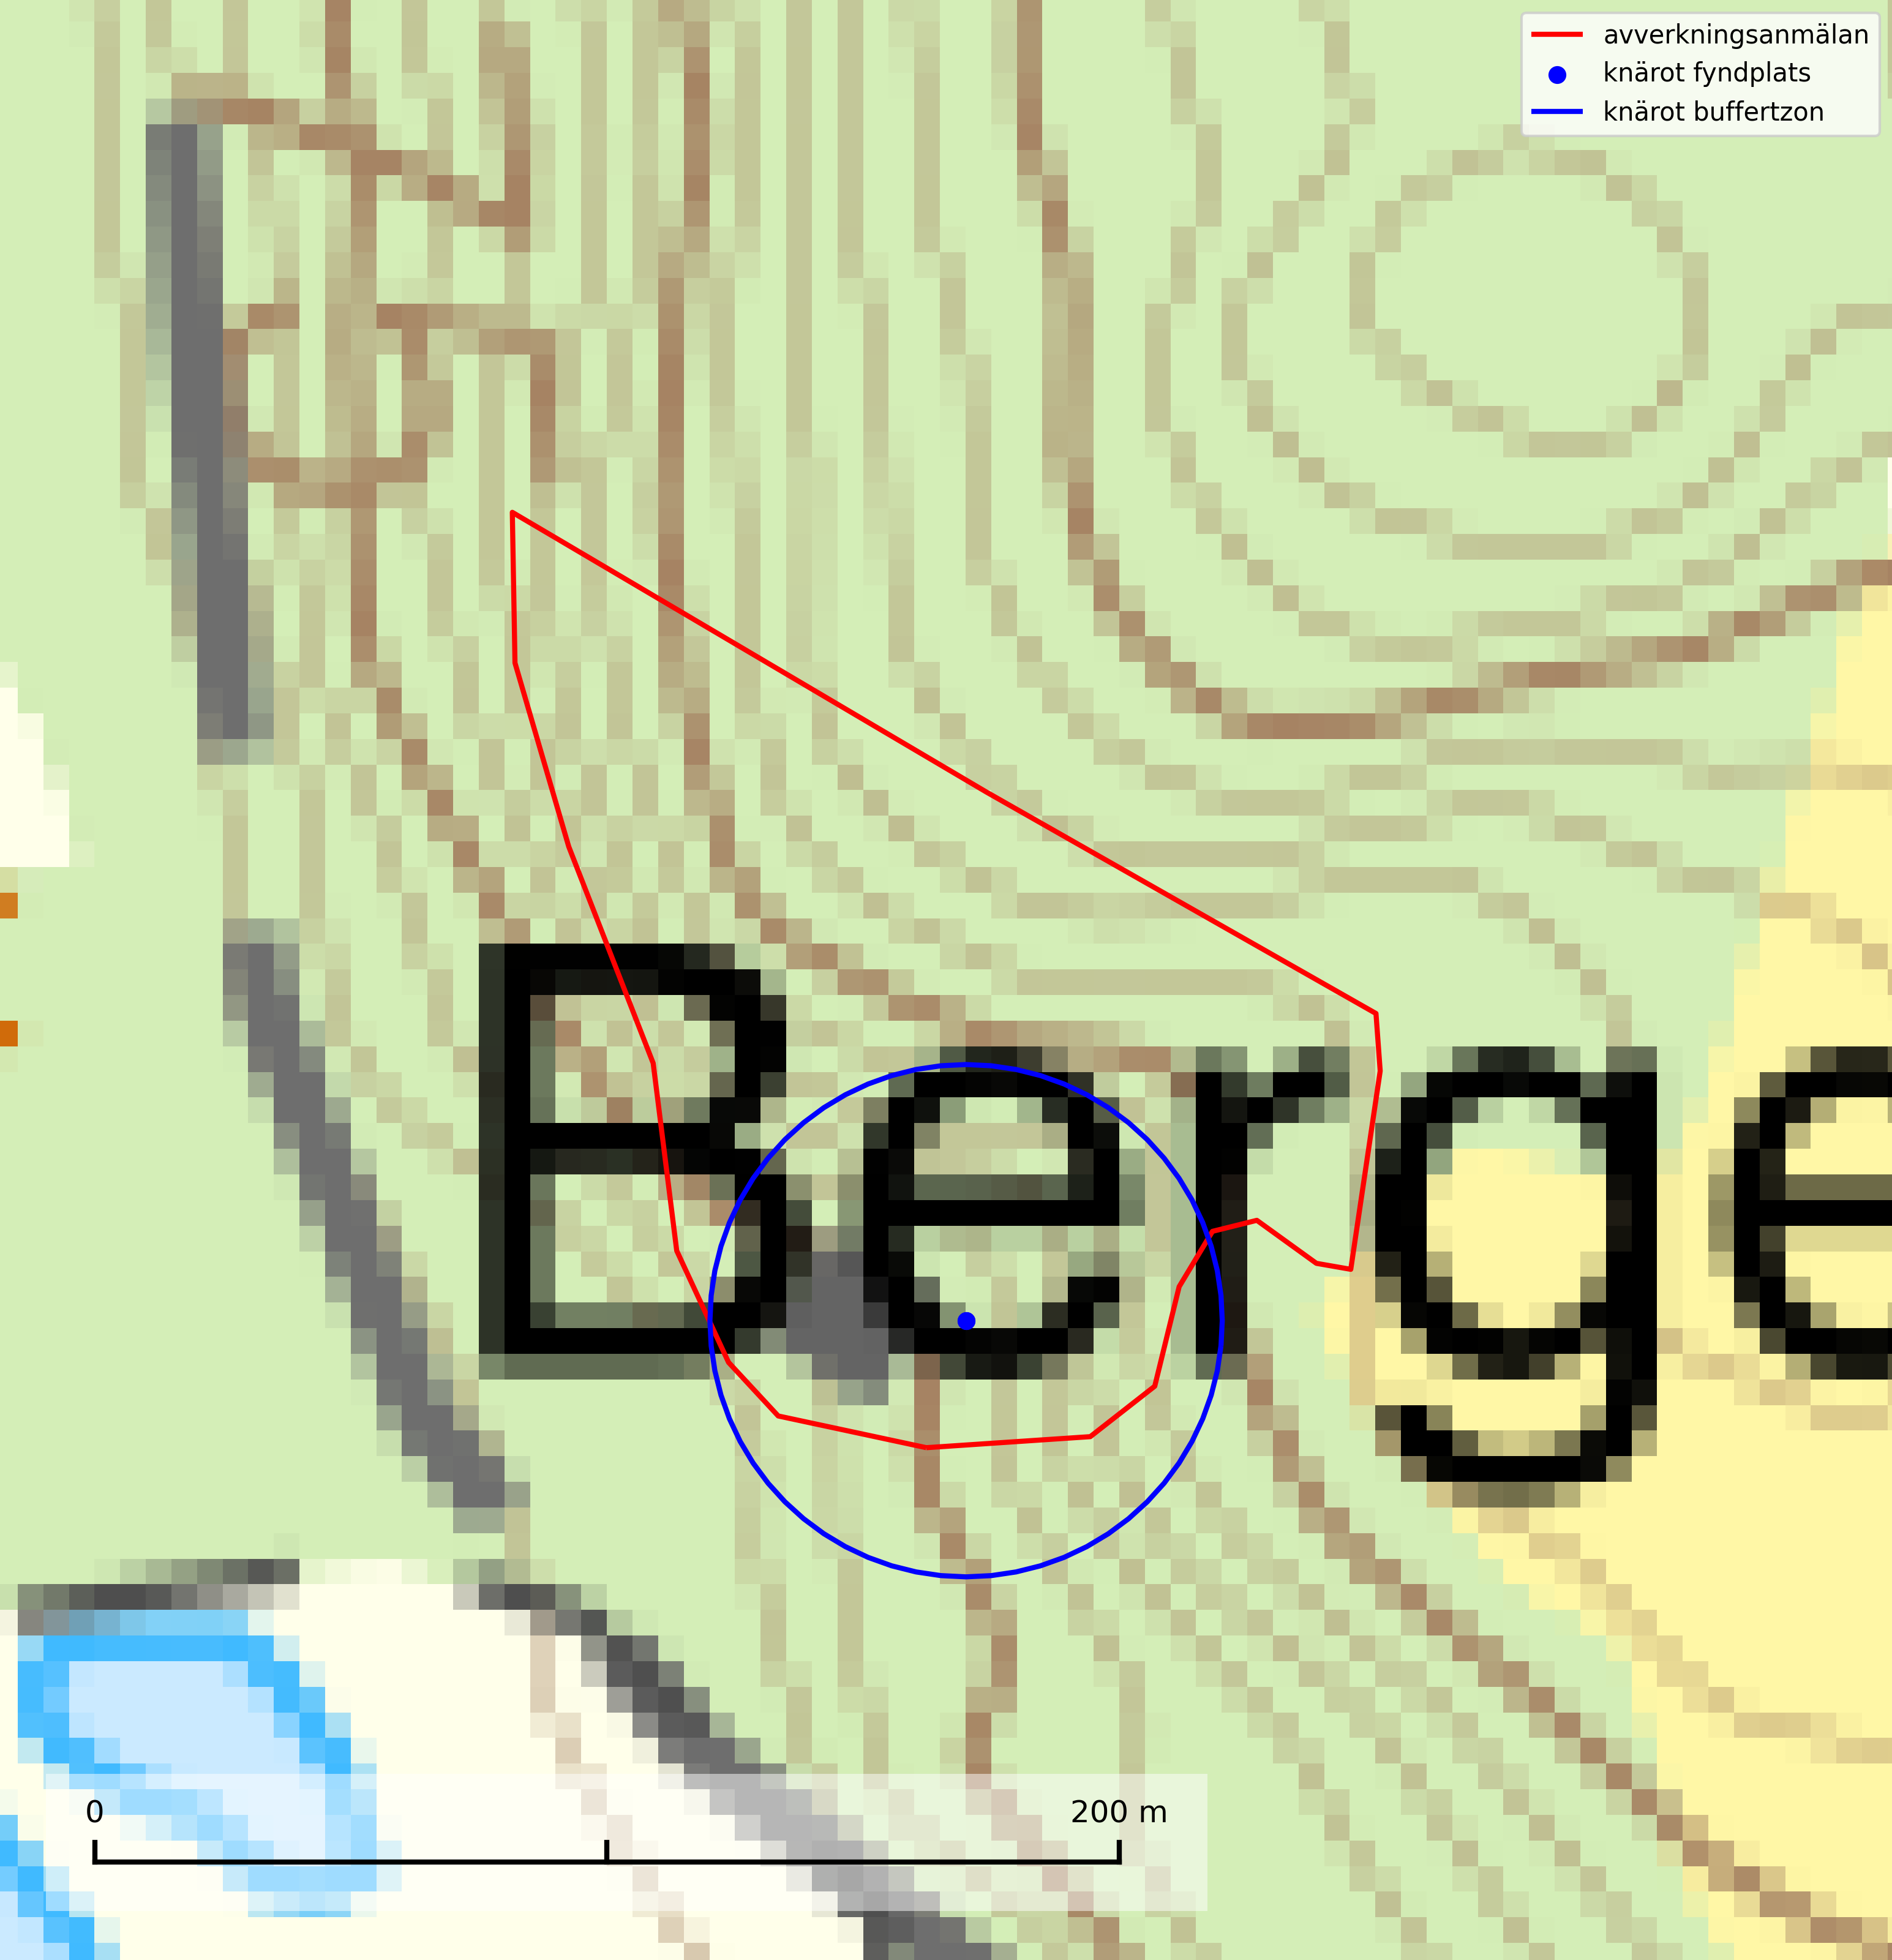 avverkningsanmälan
knärot fyndplats
knärot buffertzon
Berge
0 200 m